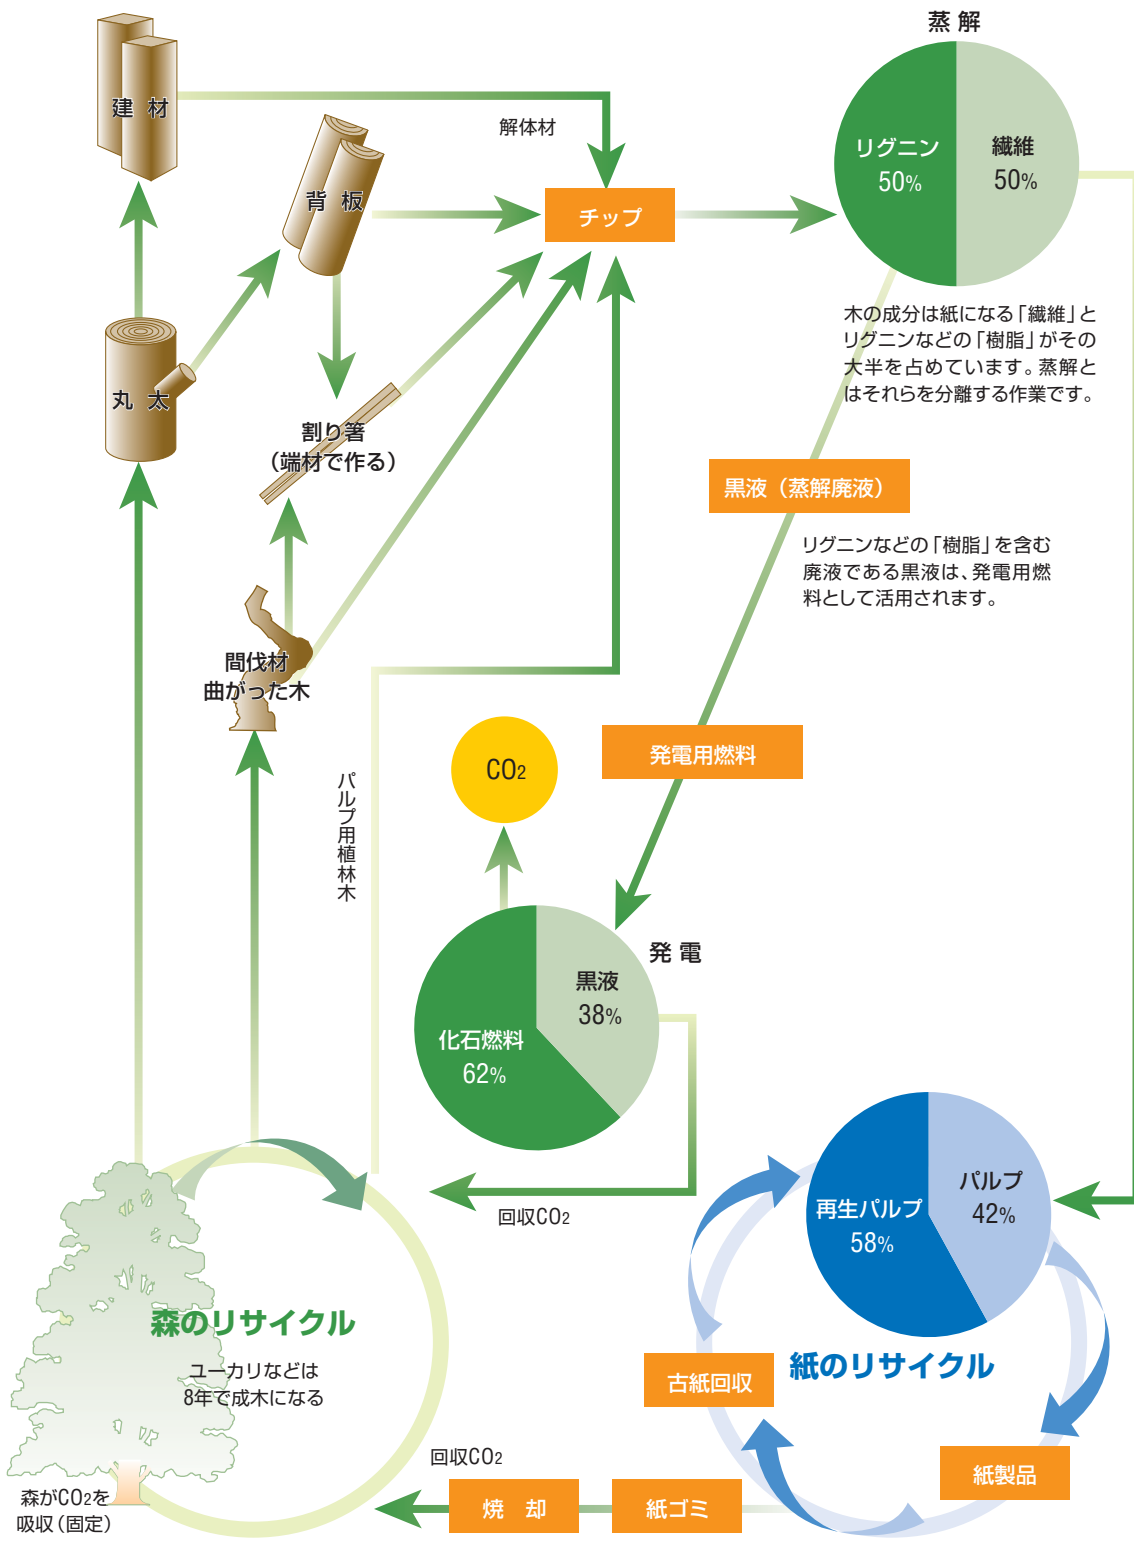 蒸 解
建 材
解体材
リグニン
50%
繊維
50%
背 板
チップ
木の成分は紙になる「繊維」と
リグニンなどの「樹脂」がその
大半を占めています。蒸解と
はそれらを分離する作業です。
丸 太
割り箸
（端材で作る）
黒液（蒸解廃液）
リグニンなどの「樹脂」を含む
廃液である黒液は、発電用燃
料として活用されます。
間伐材
曲がった木
発電用燃料
CO2
パルプ用植林木
発 電
黒液
38%
化石燃料
62%
回収CO2
パルプ
42%
再生パルプ
58%
森のリサイクル
ユーカリなどは
8年で成木になる
紙のリサイクル
古紙回収
紙製品
回収CO2
焼 却
紙ゴミ
森がCO2を
吸収（固定）